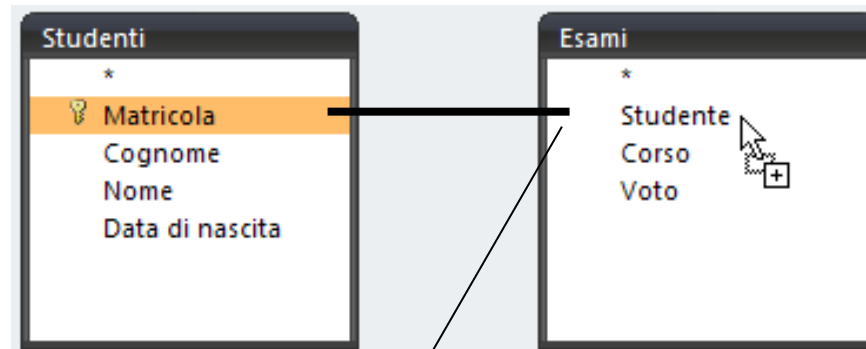 Studenti
*
Matricola
Cognome
Nome
Data di nascita
Esami
*
Studente
Corso
Voto